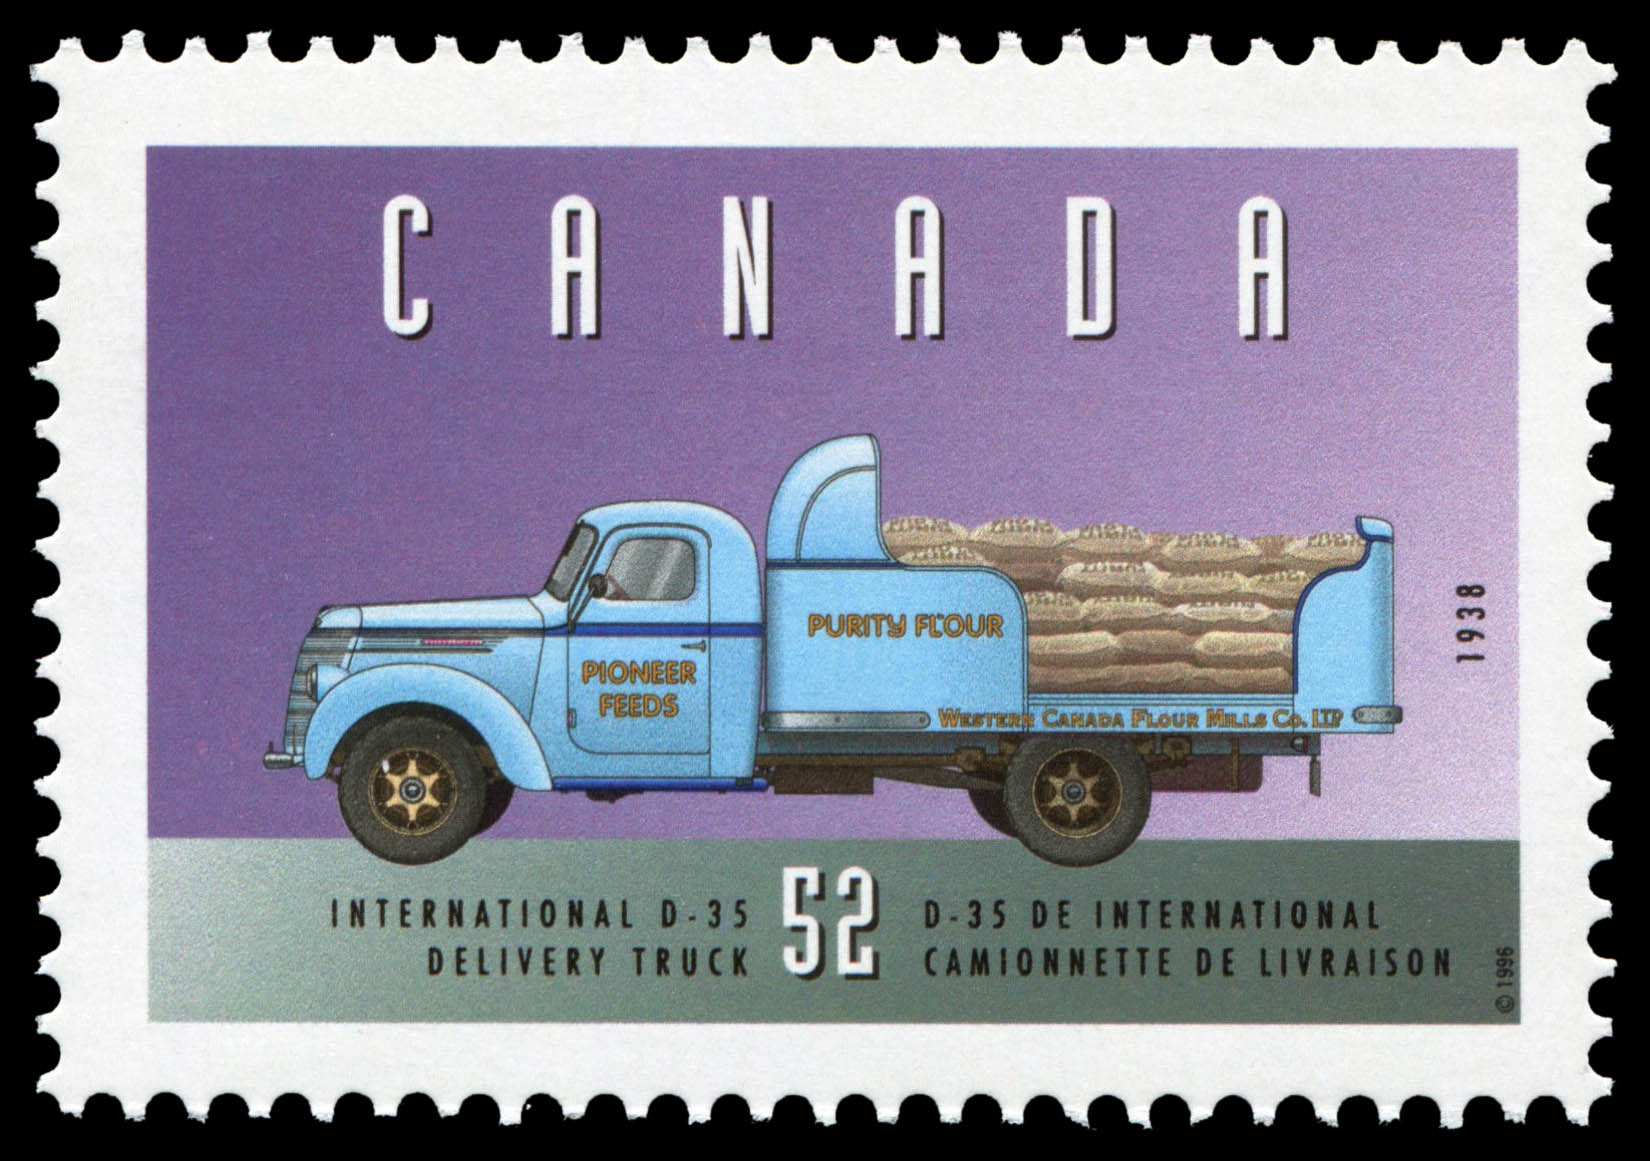 CANADA
PURITY FLOUR
PIONEER
FEEDS
WESTERN CANADA FLOUR MILLS CO. LTD
1938
INTERNATIONAL D-35
DELIVERY TRUCK
52
D-35 DE INTERNATIONAL
CAMIONNETTE DE LIVRAISON
© 1996